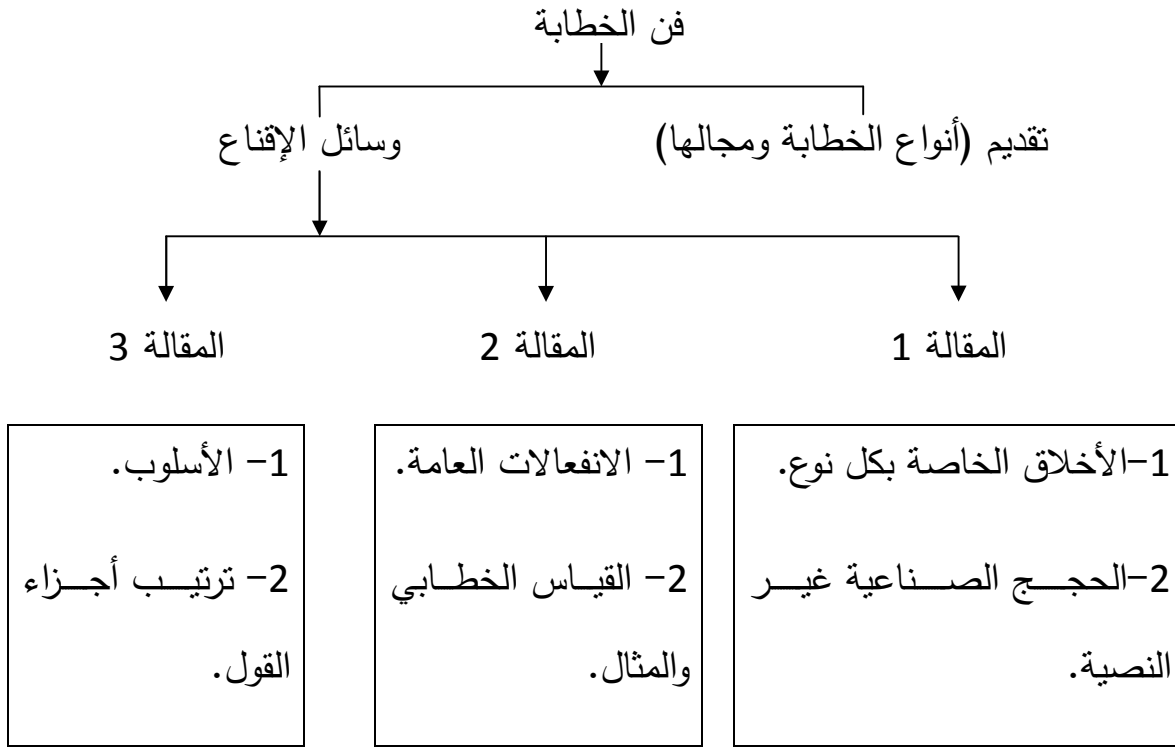 فن الخطابة
تقديم (أنواع الخطابة ومجالها)
وسائل الإقناع
المقالة 1
المقالة 2
المقالة 3
1-الأخلاق الخاصة بكل نوع.
2-الحجج الصناعية غير
النصية.
1- الانفعالات العامة.
2- القياس الخطابي
والمثال.
1- الأسلوب.
2- ترتيب أجزاء
القول.